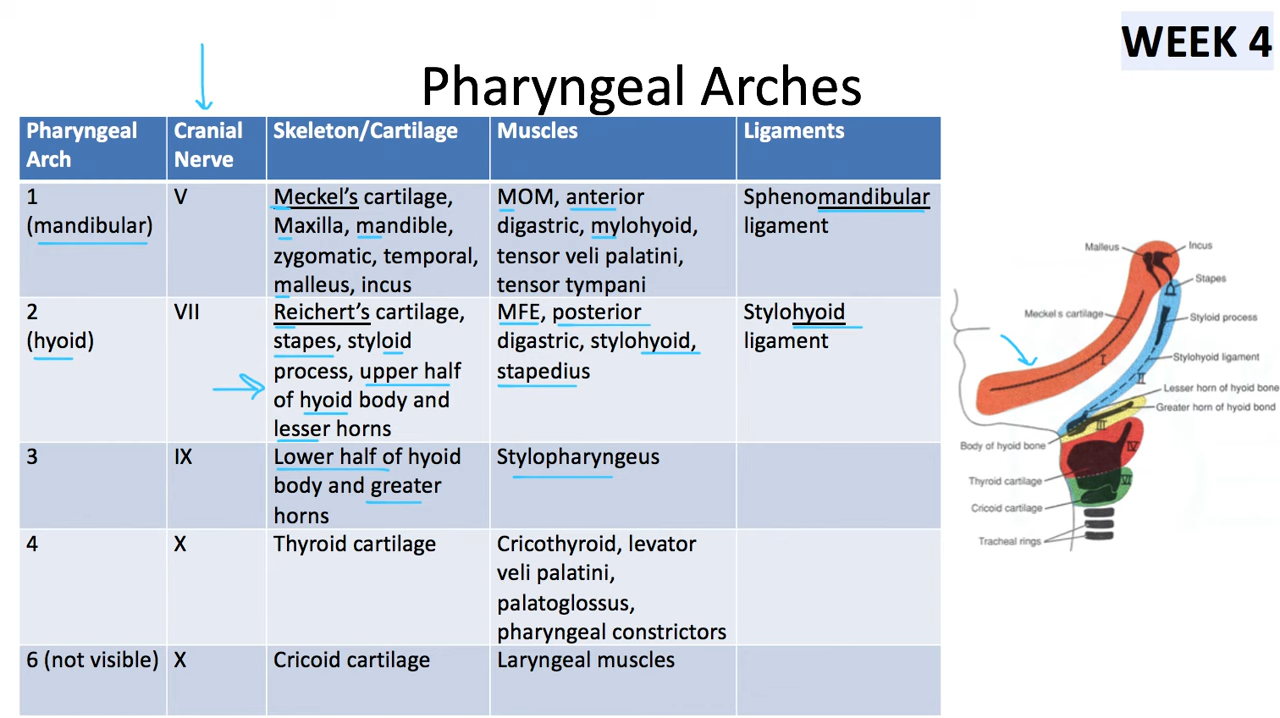 WEEK 4
Pharyngeal Arches
Pharyngeal
Arch
Cranial
Nerve
Skeleton/Cartilage
Muscles
Ligaments
1
(mandibular)
V
Meckel's cartilage,
Maxilla, mandible,
zygomatic, temporal,
malleus, incus
MOM, anterior
digastric, mylohyoid,
tensor veli palatini,
tensor tympani
Sphenomandibular
ligament
2
(hyoid)
VII
Reichert's cartilage,
stapes, styloid
process, upper half
of hyoid body and
lesser horns
MFE, posterior
digastric, stylohyoid,
stapedius
Stylohyoid
ligament
3
IX
Lower half of hyoid
body and greater
horns
Stylopharyngeus
4
X
Thyroid cartilage
Cricothyroid, levator
veli palatini,
palatoglossus,
pharyngeal constrictors
6 (not visible)
X
Cricoid cartilage
Laryngeal muscles
Malleus
Incus
Stapes
Meckel's cartilage
Styloid process
I
Stylohyoid ligament
II
Lesser horn of hyoid bone
Greater horn of hyoid bond
III
Body of hyoid bone
IV
Thyroid cartilage
VI
Cricoid cartilage
Tracheal rings